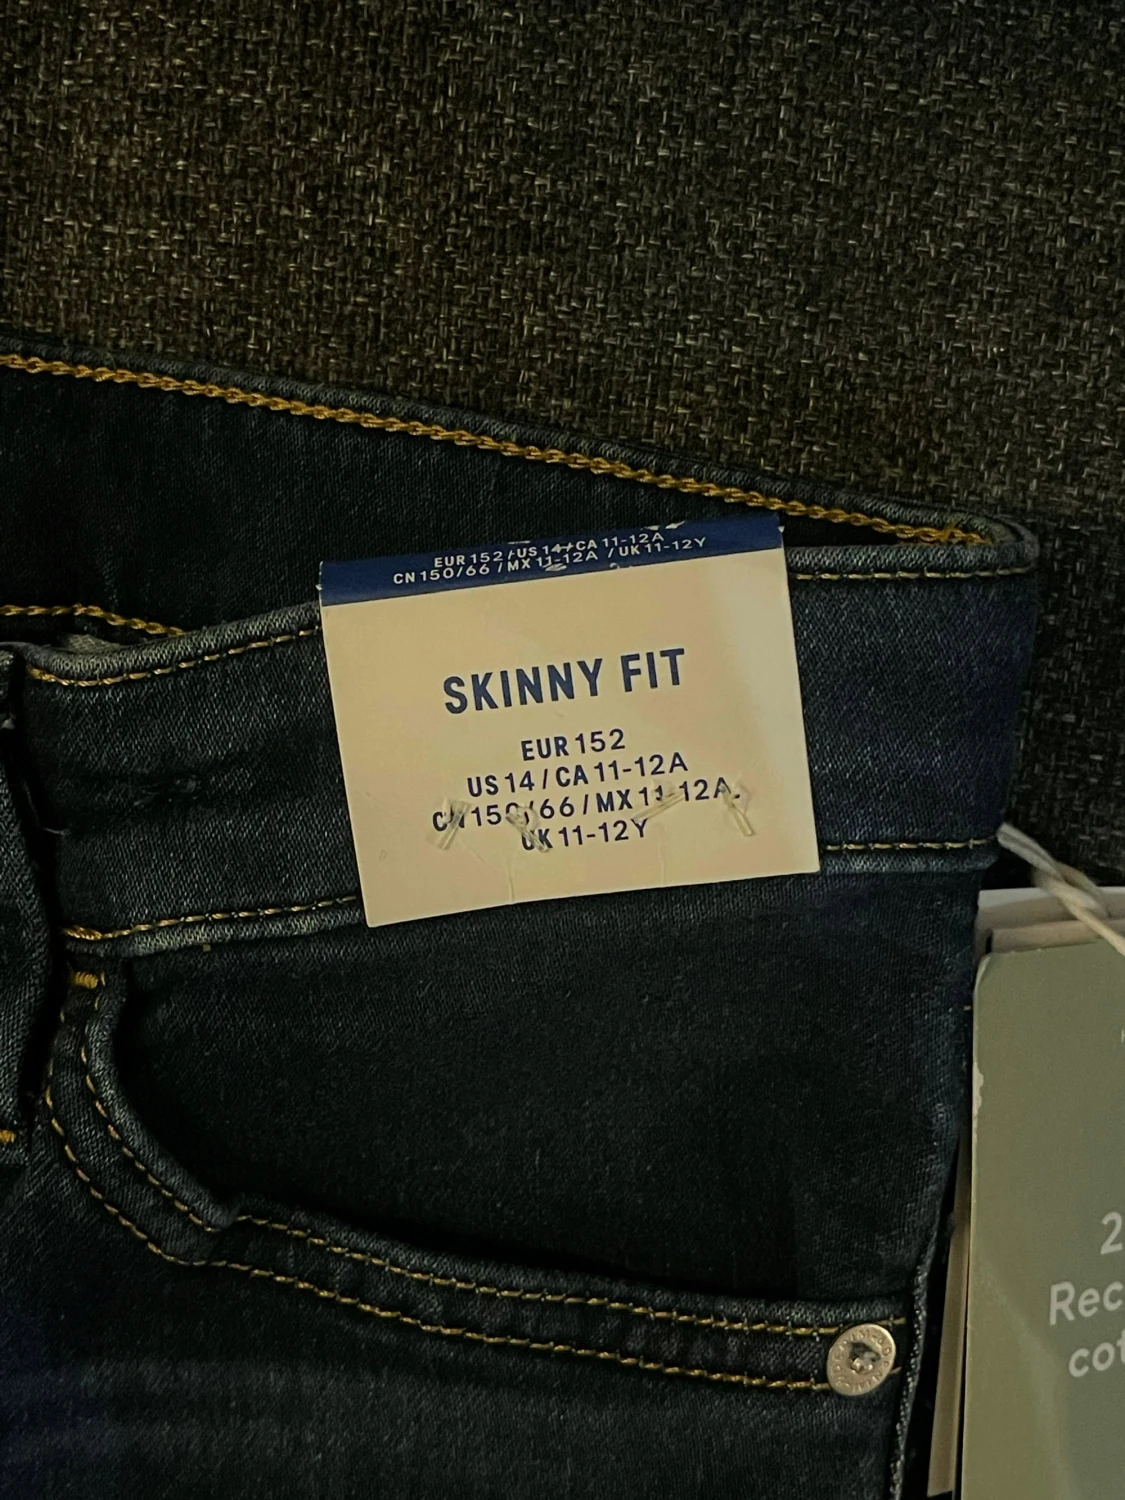 EUR 152 / US 14 / CA 11-12A
CN 150/66 / MX 11-12A / UK 11-12Y
SKINNY FIT
EUR 152
US 14 / CA 11-12A
CN 150/66 / MX 11-12A
UK 11-12Y
2
Rec
cot